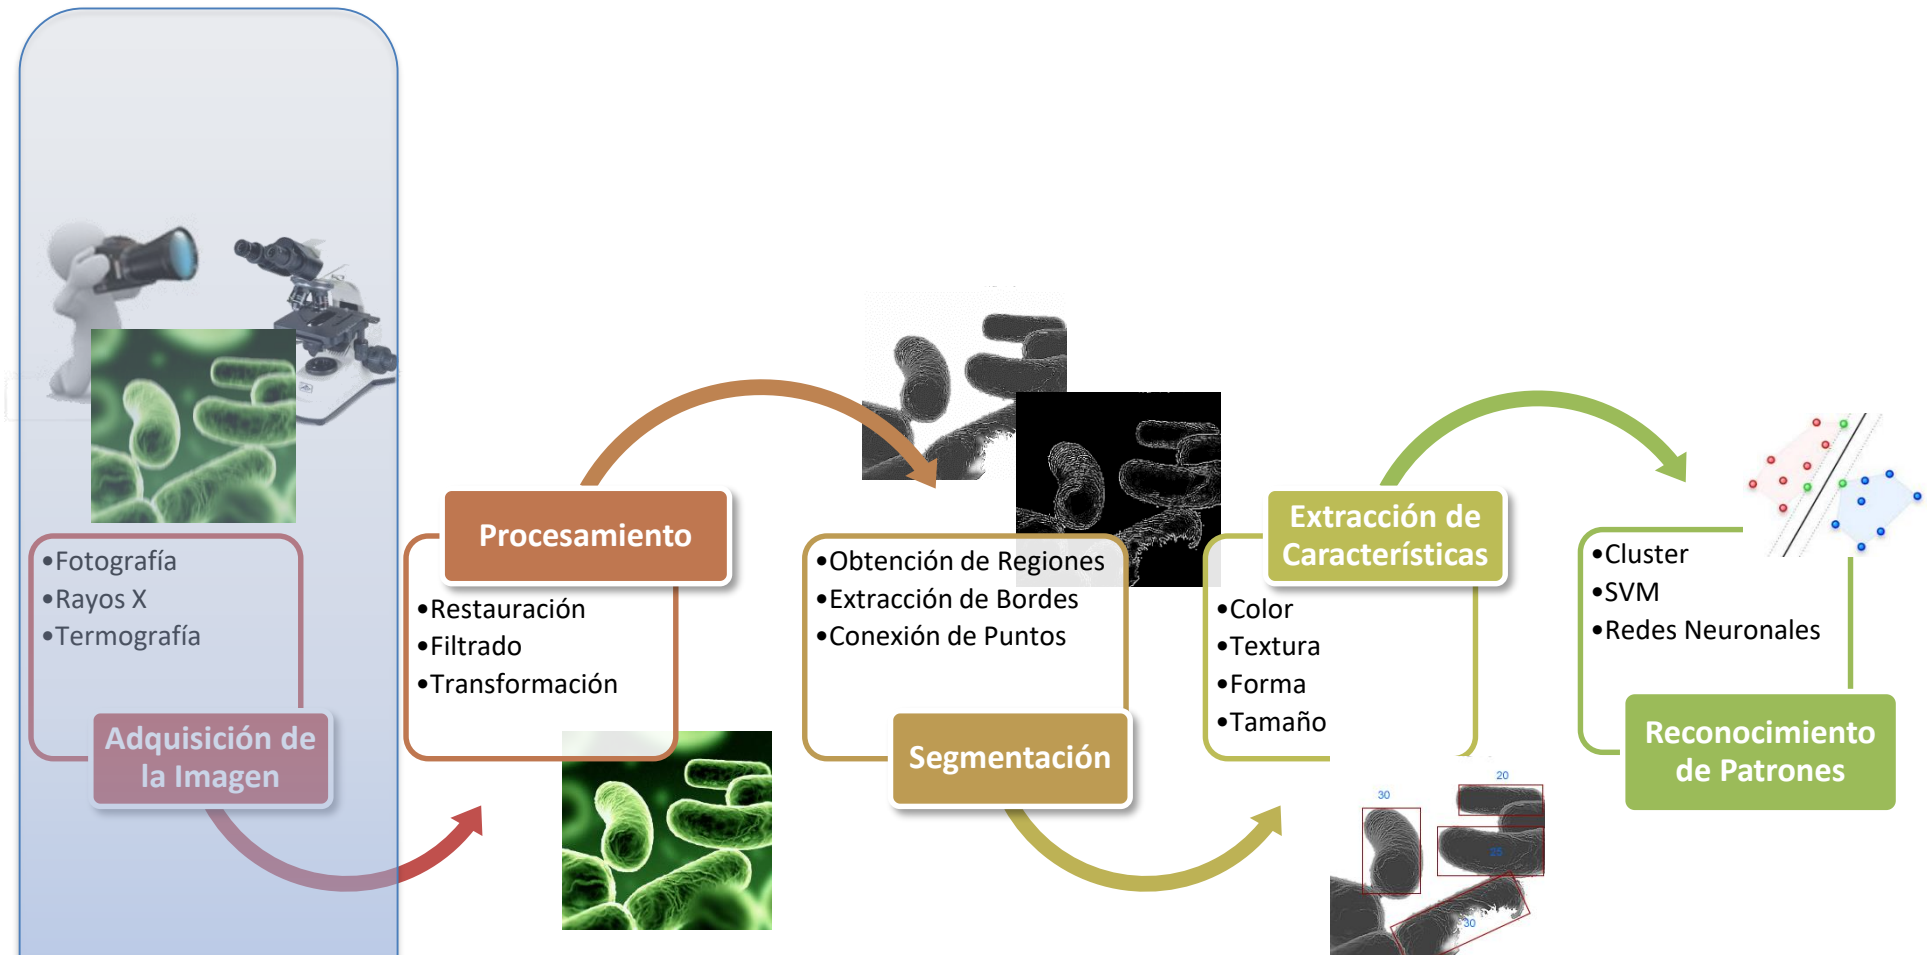 •Fotografía
•Rayos X
•Termografía
Adquisición de
la Imagen
Procesamiento
•Restauración
•Filtrado
•Transformación
•Obtención de Regiones
•Extracción de Bordes
•Conexión de Puntos
Segmentación
Extracción de
Características
•Color
•Textura
•Forma
•Tamaño
20
30
25
30
•Cluster
•SVM
•Redes Neuronales
Reconocimiento
de Patrones